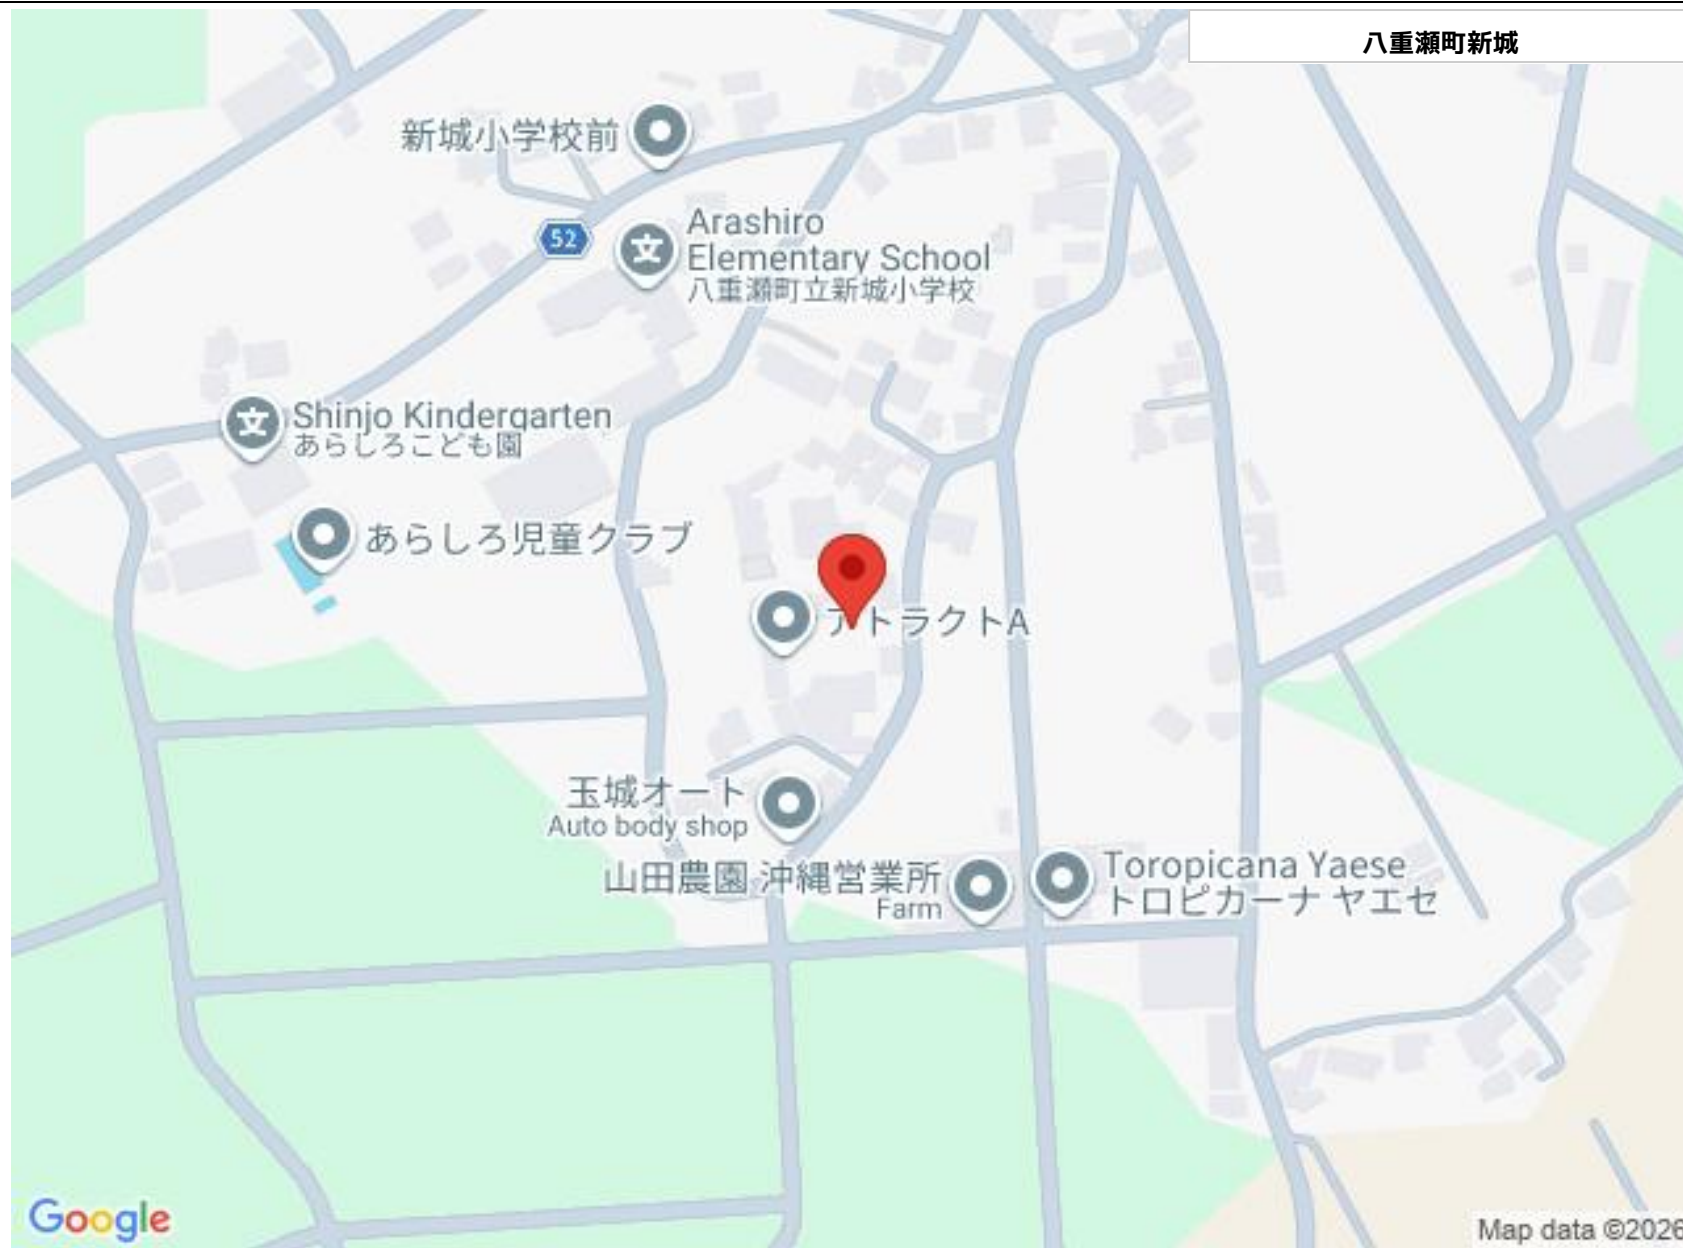 八重瀬町新城
新城小学校前
52
文
Arashiro
Elementary School
八重瀬町立新城小学校
文
Shinjo Kindergarten
あらしろこども園
あらしろ児童クラブ
アトラクトA
玉城オート
Auto body shop
山田農園 沖縄営業所
Farm
Toropicana Yaese
トロピカーナ ヤエセ
Google
Map data ©2026